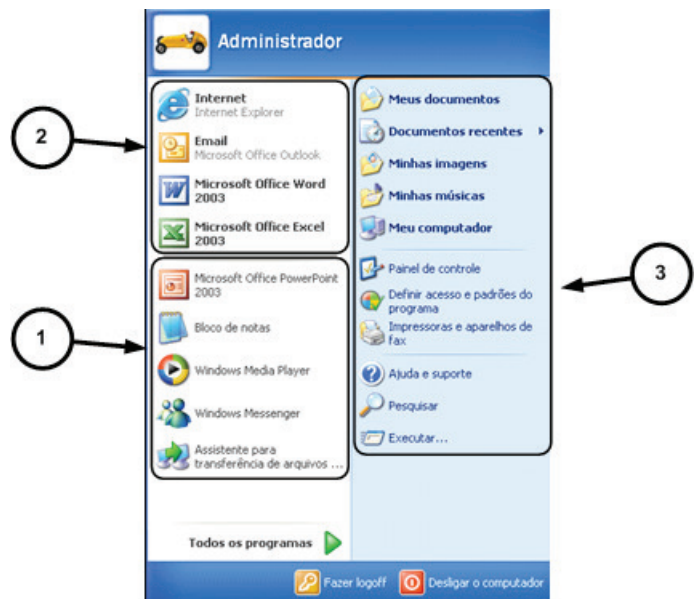 Administrador
2
Internet
Internet Explorer
Email
Microsoft Office Outlook
Microsoft Office Word
2003
Microsoft Office Excel
2003
1
Microsoft Office PowerPoint
2003
Bloco de notas
Windows Media Player
Windows Messenger
Assistente para
transferência de arquivos ...
Todos os programas
Meus documentos
Documentos recentes
Minhas imagens
Minhas músicas
Meu computador
3
Painel de controle
Definir acesso e padrões do
programa
Impressoras e aparelhos de
fax
Ajuda e suporte
Pesquisar
Executar...
Fazer logoff
Desligar o computador